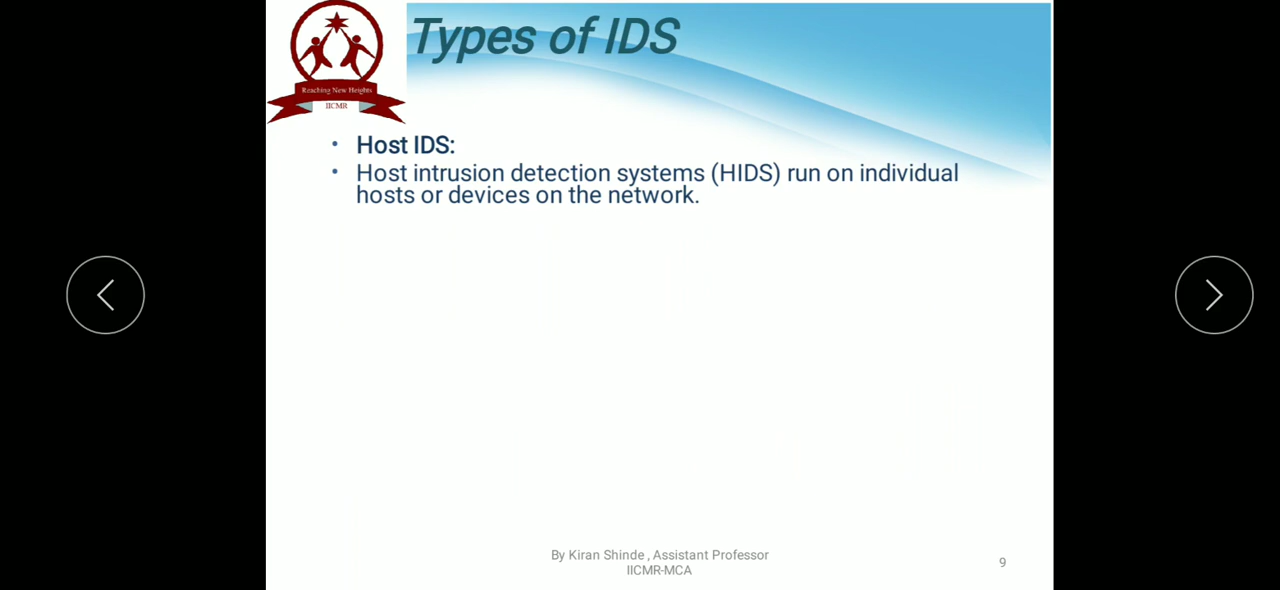 Types of IDS
Reaching New Heights
IICMR
• Host IDS:
• Host intrusion detection systems (HIDS) run on individual
hosts or devices on the network.
By Kiran Shinde , Assistant Professor
IICMR-MCA
9